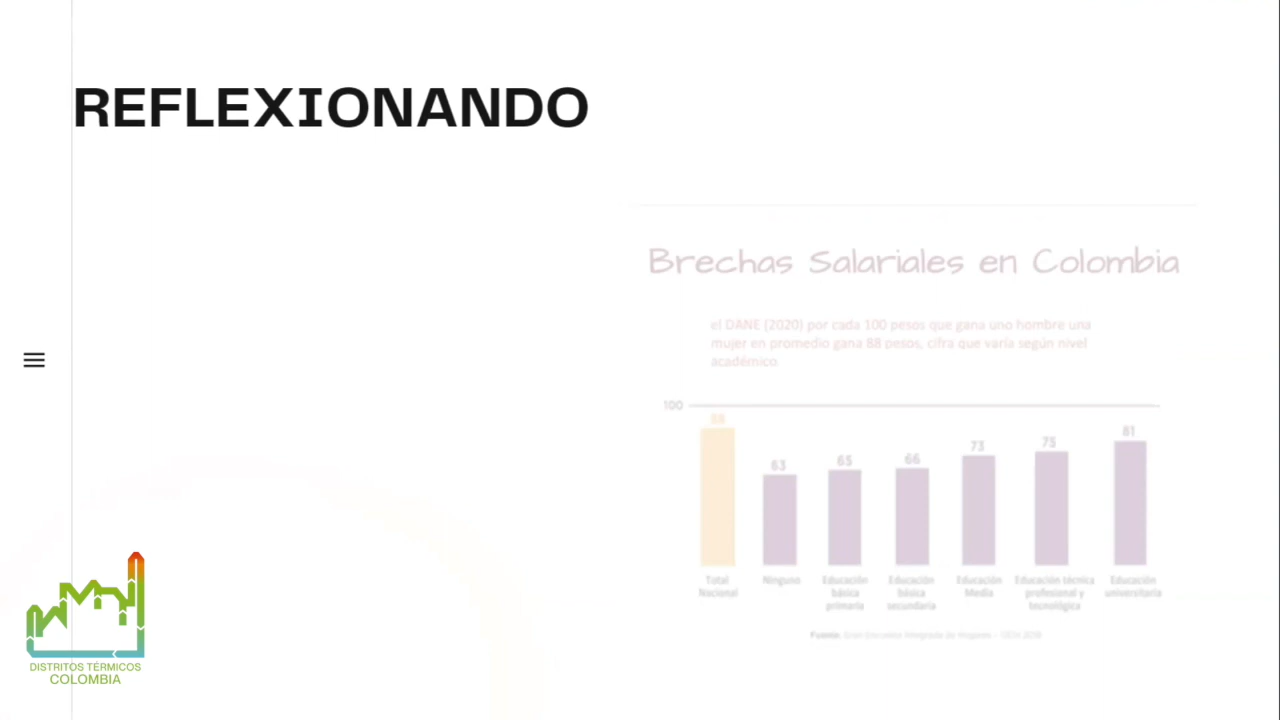 REFLEXIONANDO
Brechas Salariales en Colombia
el DANE (2020) por cada 100 pesos que gana uno hombre una
mujer en promedio gana 88 pesos, cifra que varía según nivel
académico
100
88
63
65
66
73
75
81
Total
Nacional
Ninguno
Educación
básica
primaria
Educación
básica
secundaria
Educación
Media
Educación técnica
profesional y
tecnológica
Educación
universitaria
Fuente.
DISTRITOS TÉRMICOS
COLOMBIA